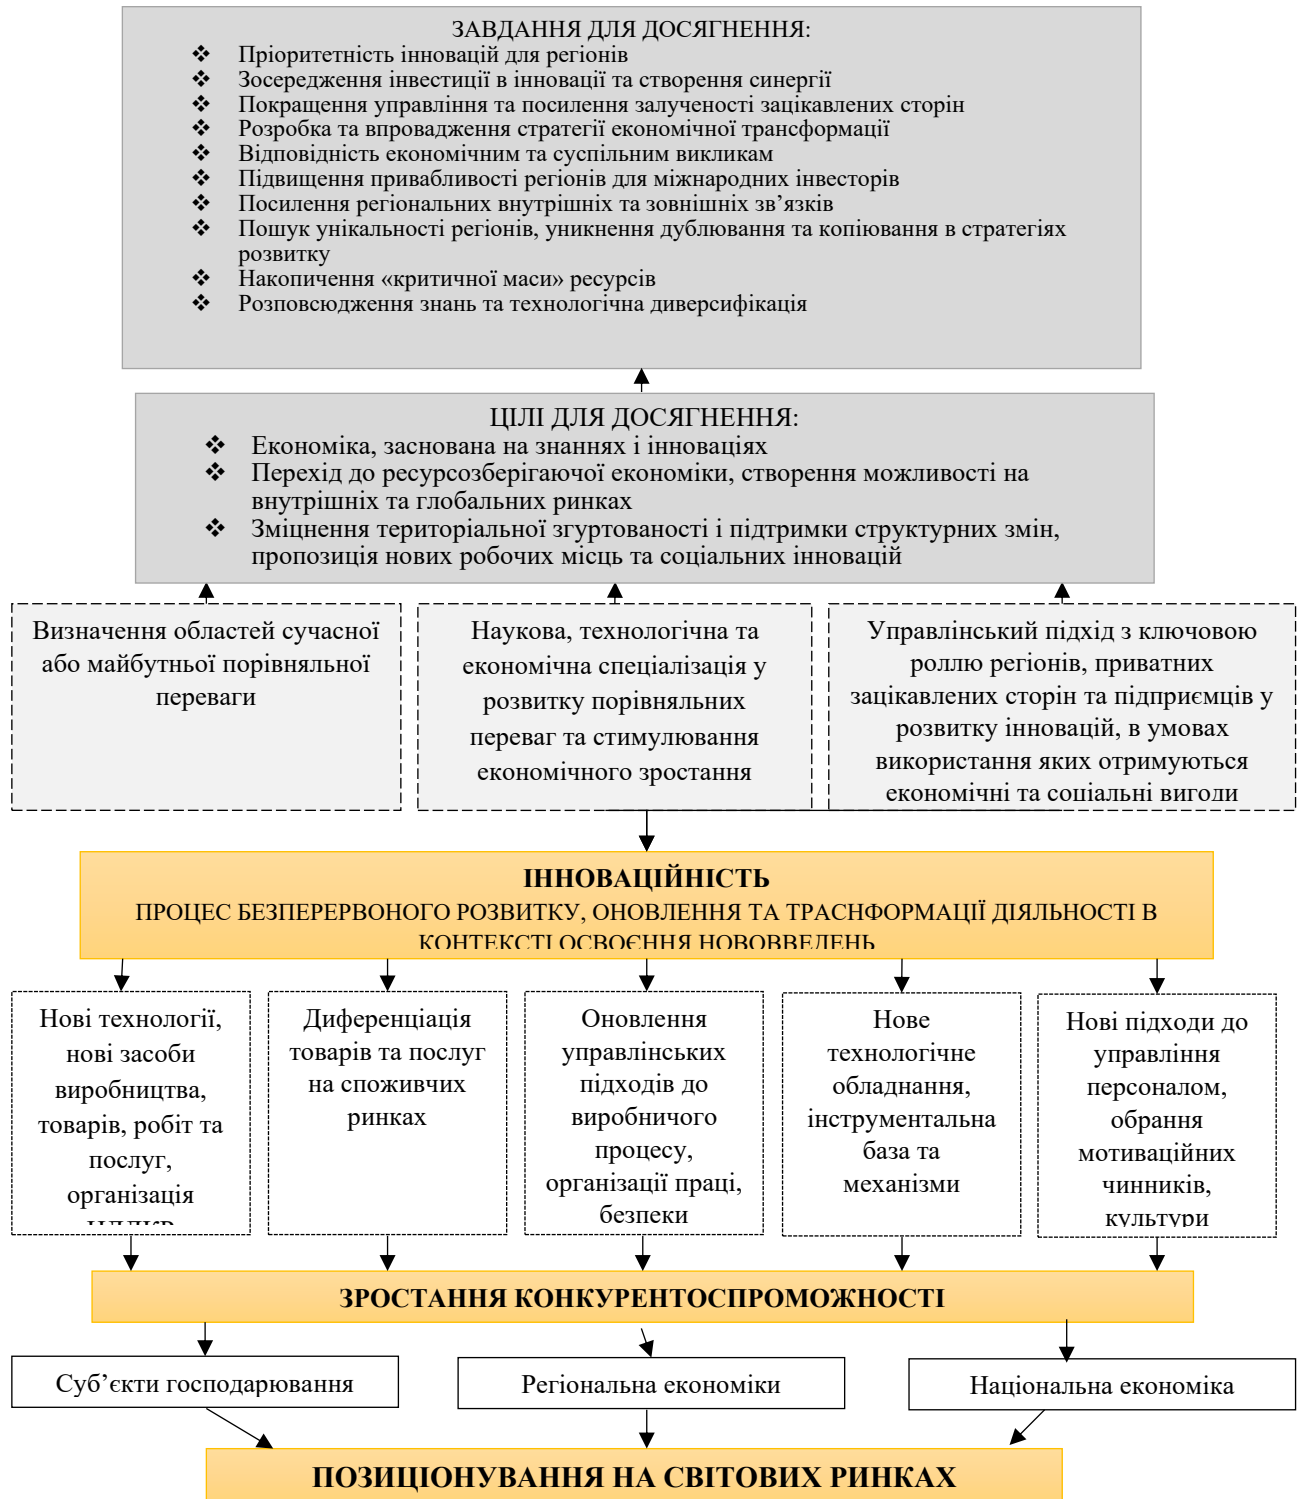 ЗАВДАННЯ ДЛЯ ДОСЯГНЕННЯ:
❖ Пріоритетність інновацій для регіонів
❖ Зосередження інвестиції в інновації та створення синергії
❖ Покращення управління та посилення залученості зацікавлених сторін
❖ Розробка та впровадження стратегії економічної трансформації
❖ Відповідність економічним та суспільним викликам
❖ Підвищення привабливості регіонів для міжнародних інвесторів
❖ Посилення регіональних внутрішніх та зовнішніх зв’язків
❖ Пошук унікальності регіонів, уникнення дублювання та копіювання в стратегіях
розвитку
❖ Накопичення «критичної маси» ресурсів
❖ Розповсюдження знань та технологічна диверсифікація
ЦІЛІ ДЛЯ ДОСЯГНЕННЯ:
❖ Економіка, заснована на знаннях і інноваціях
❖ Перехід до ресурсозберігаючої економіки, створення можливості на
внутрішніх та глобальних ринках
❖ Зміцнення територіальної згуртованості і підтримки структурних змін,
пропозиція нових робочих місць та соціальних інновацій
Визначення областей сучасної
або майбутньої порівняльної
переваги
Наукова, технологічна та
економічна спеціалізація у
розвитку порівняльних
переваг та стимулювання
економічного зростання
Управлінський підхід з ключовою
роллю регіонів, приватних
зацікавлених сторін та підприємців у
розвитку інновацій, в умовах
використання яких отримуються
економічні та соціальні вигоди
ІННОВАЦІЙНІСТЬ
ПРОЦЕС БЕЗПЕРЕРВОНОГО РОЗВИТКУ, ОНОВЛЕННЯ ТА ТРАСНФОРМАЦІЇ ДІЯЛЬНОСТІ В
КОНТЕКСТІ ОСВОЄННЯ НОВОВВЕДЕНЬ
Нові технології,
нові засоби
виробництва,
товарів, робіт та
послуг,
організація
Диференціація
товарів та послуг
на споживчих
ринках
Оновлення
управлінських
підходів до
виробничого
процесу,
організації праці,
безпеки
Нове
технологічне
обладнання,
інструментальна
база та
механізми
Нові підходи до
управління
персоналом,
обрання
мотиваційних
чинників,
культури
ЗРОСТАННЯ КОНКУРЕНТОСПРОМОЖНОСТІ
Суб’єкти господарювання
Регіональна економіки
Національна економіка
ПОЗИЦІОНУВАННЯ НА СВІТОВИХ РИНКАХ